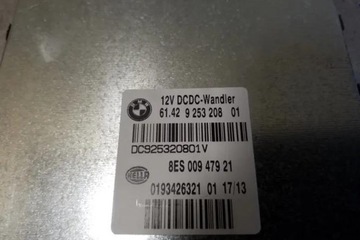 BMW
12V DCDC-Wandler
61.42 9 253 208 01
DC925320801V
8ES 009 479 21
HELLA
0193426321 01 17/13